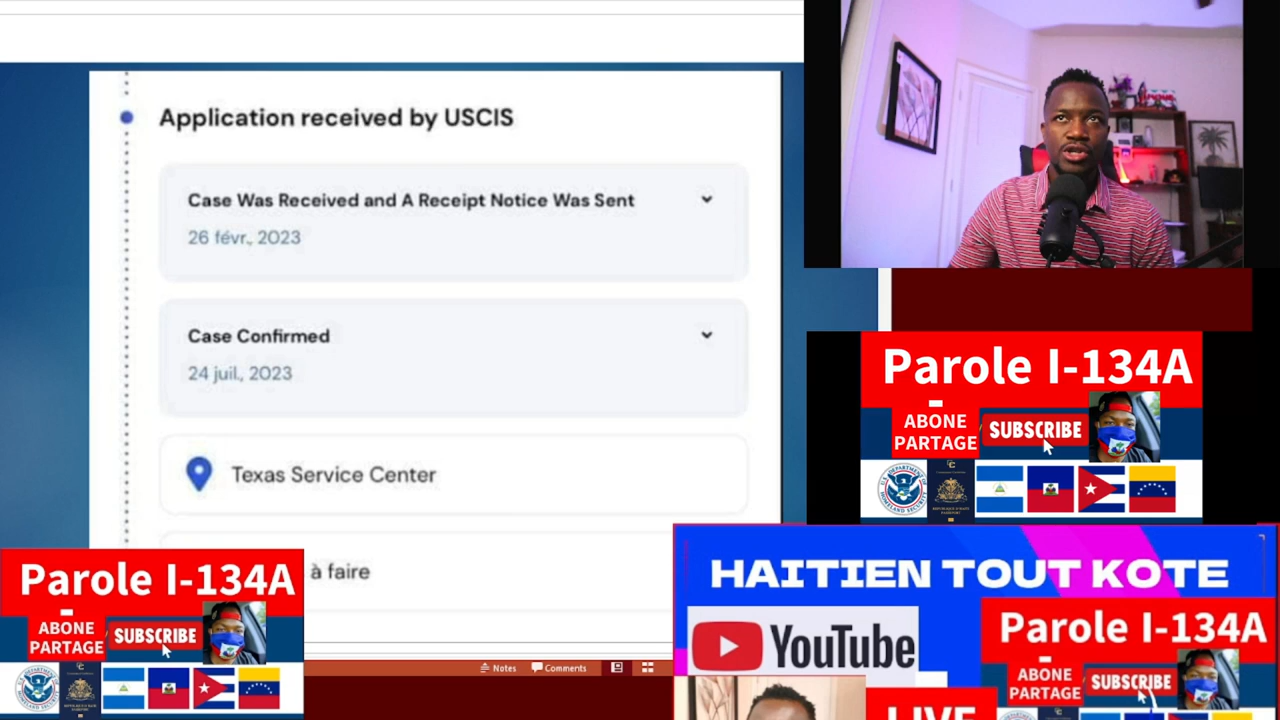 Application received by USCIS
Case Was Received and A Receipt Notice Was Sent
26 févr., 2023
Case Confirmed
24 juil., 2023
Texas Service Center
à faire
Notes
Comments
Parole I-134A
ABONE
PARTAGE
SUBSCRIBE
Parole I-134A
ABONE
PARTAGE
SUBSCRIBE
HAITIEN TOUT KOTE
YouTube
Parole I-134A
ABONE
PARTAGE
SUBSCRIBE
LIVE